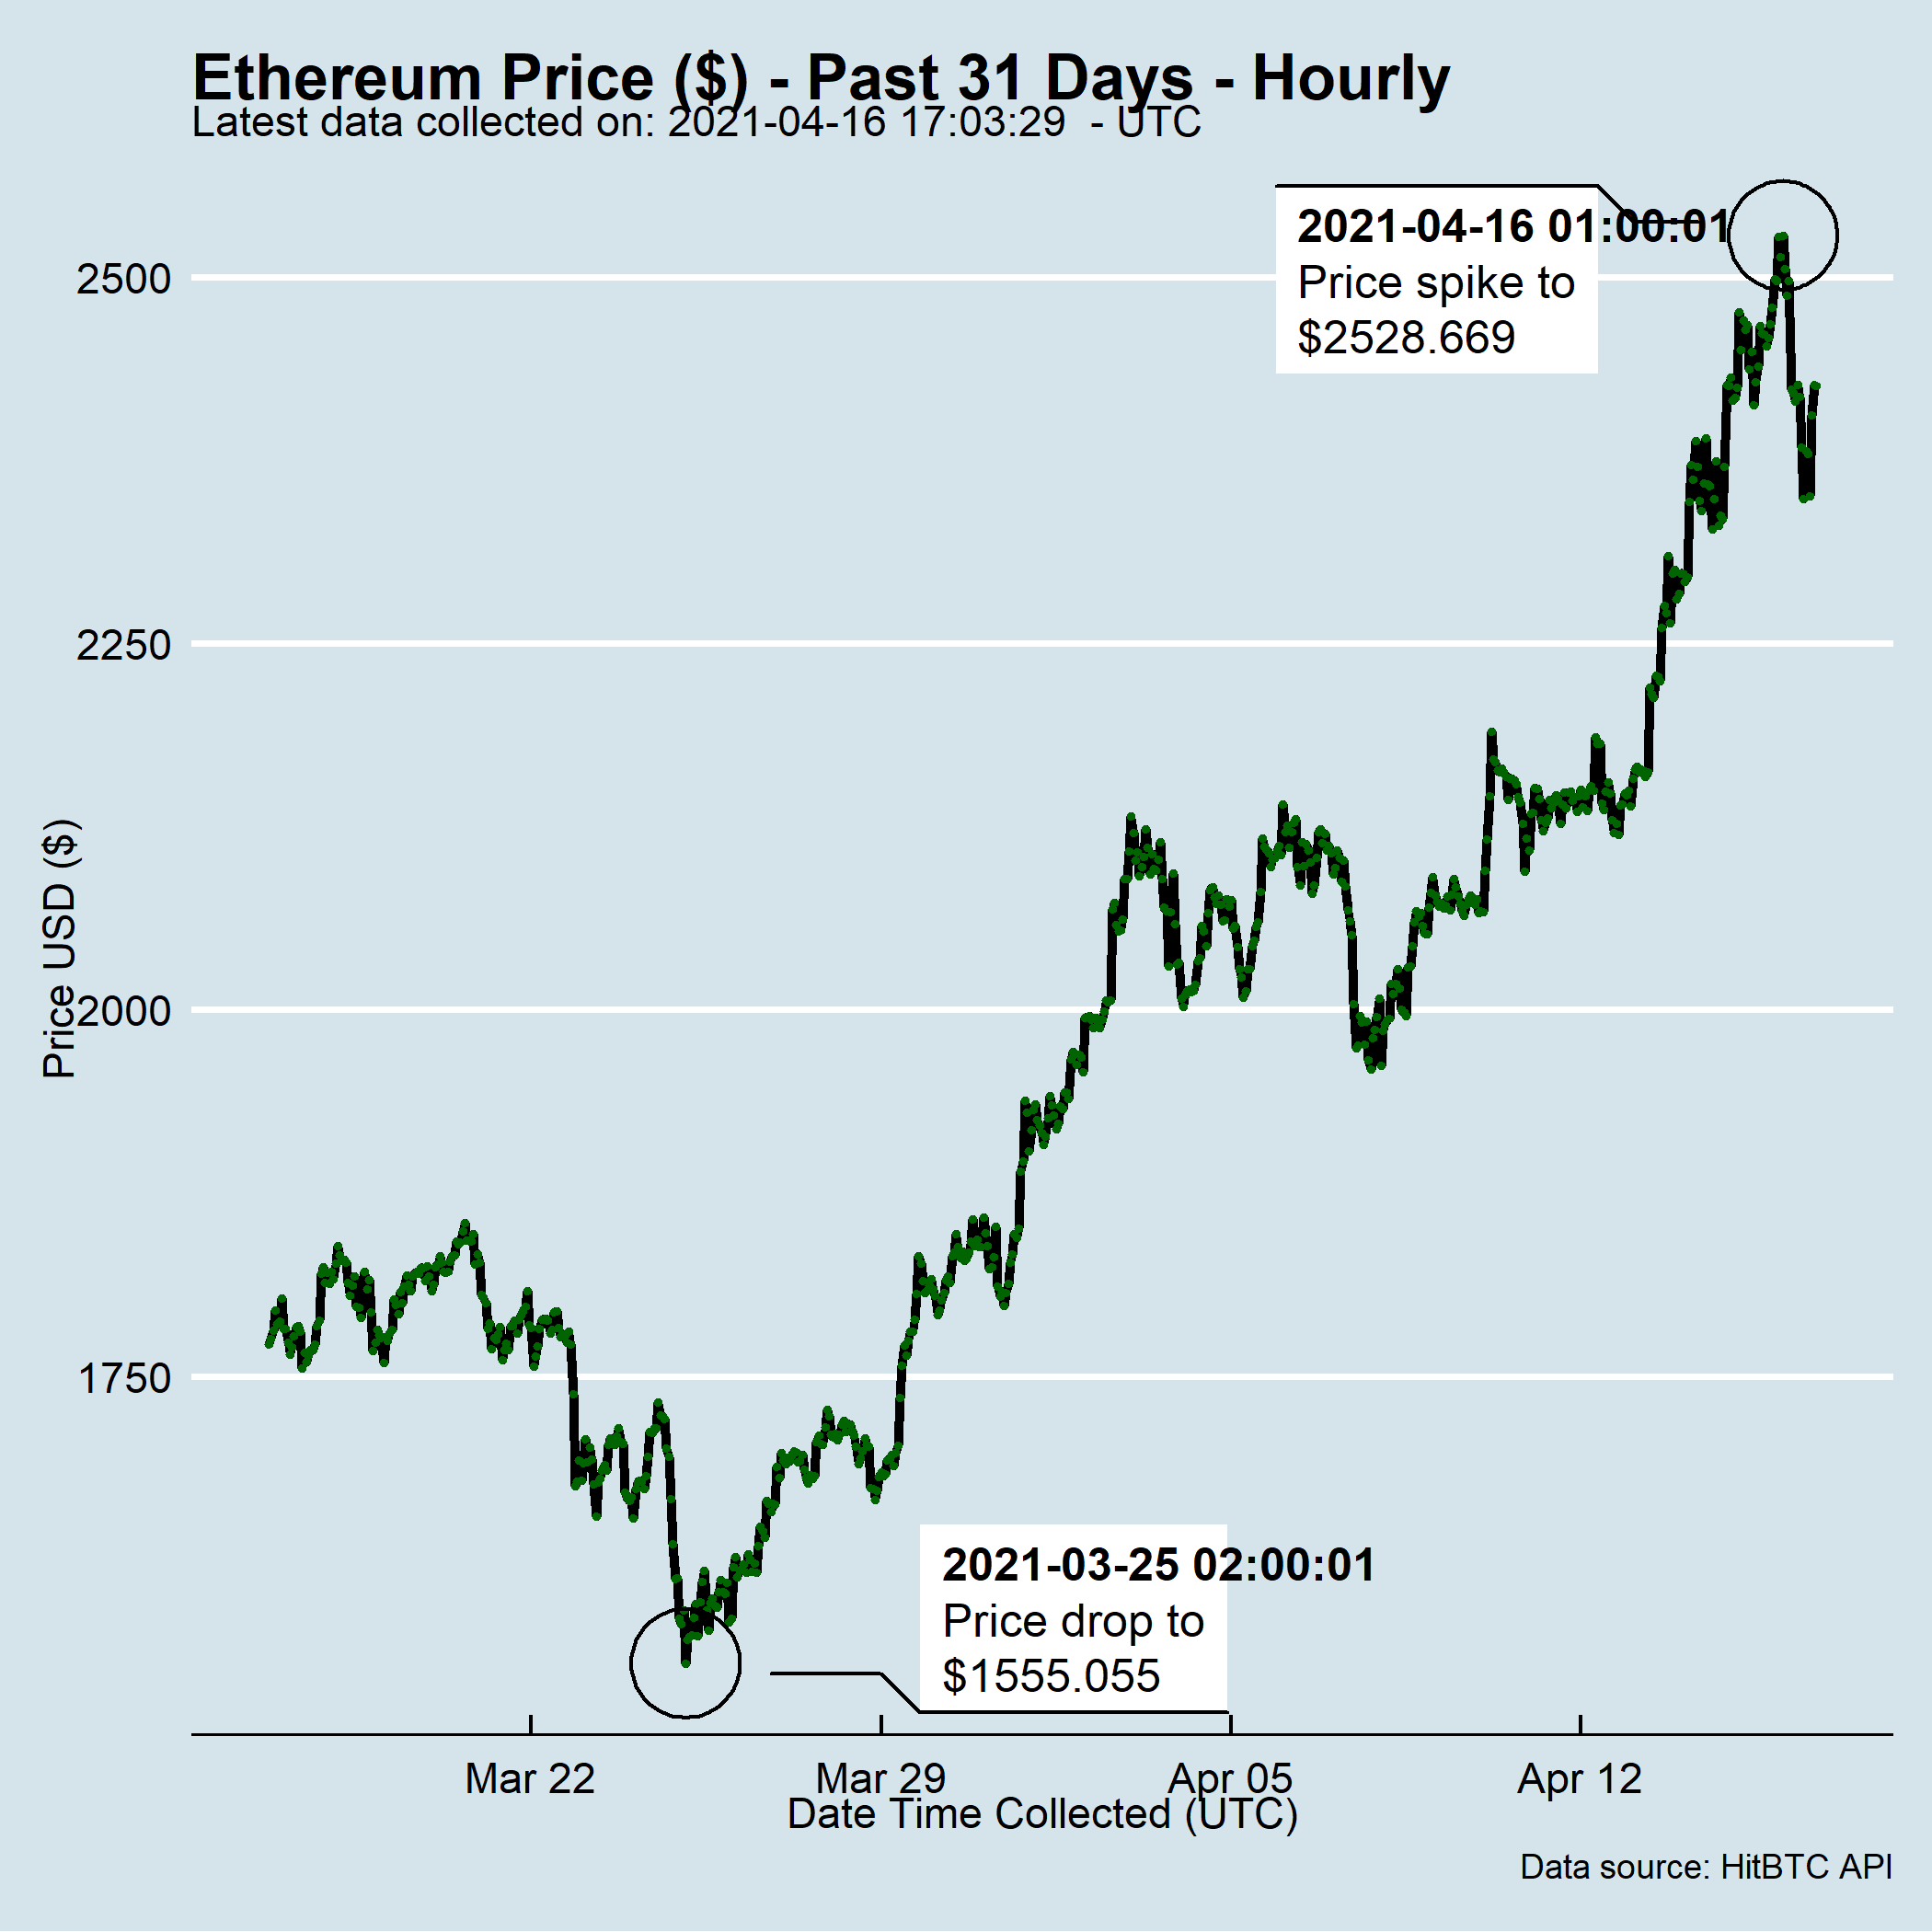 Ethereum Price ($) - Past 31 Days - Hourly
Latest data collected on: 2021-04-16 17:03:29  - UTC
2021-04-16 01:00:01
Price spike to
$2528.669
2500
2250
2000
1750
Price USD ($)
2021-03-25 02:00:01
Price drop to
$1555.055
Mar 22
Mar 29
Apr 05
Apr 12
Date Time Collected (UTC)
Data source: HitBTC API